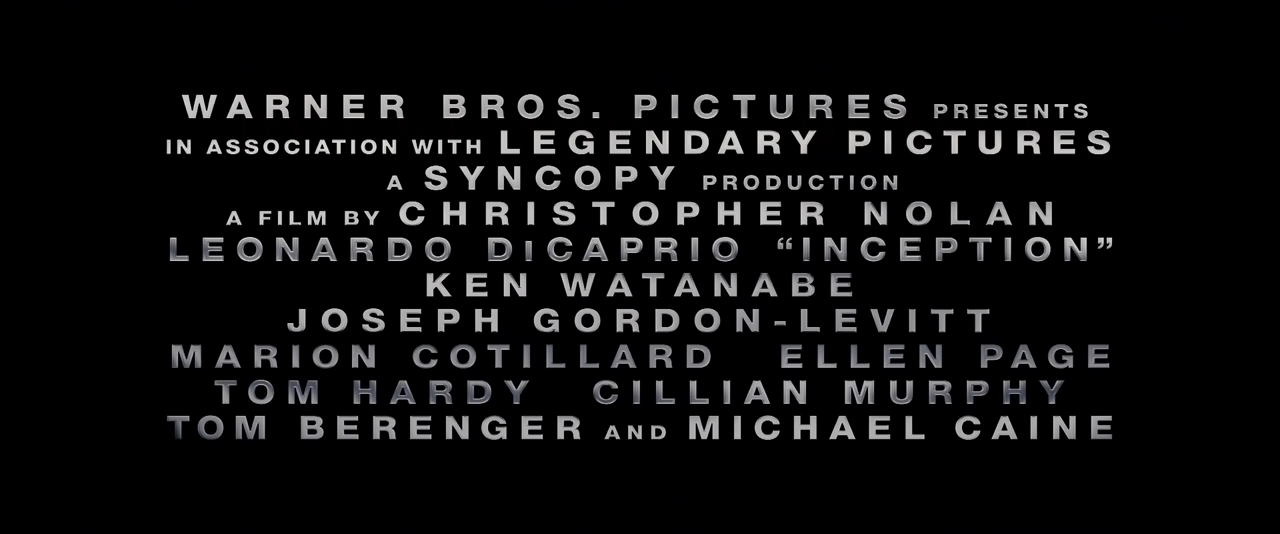 WARNER BROS. PICTURES PRESENTS
IN ASSOCIATION WITH LEGENDARY PICTURES
A SYNCOPY PRODUCTION
A FILM BY CHRISTOPHER NOLAN
LEONARDO DiCAPRIO “INCEPTION”
KEN WATANABE
JOSEPH GORDON-LEVITT
MARION COTILLARD ELLEN PAGE
TOM HARDY CILLIAN MURPHY
TOM BERENGER AND MICHAEL CAINE